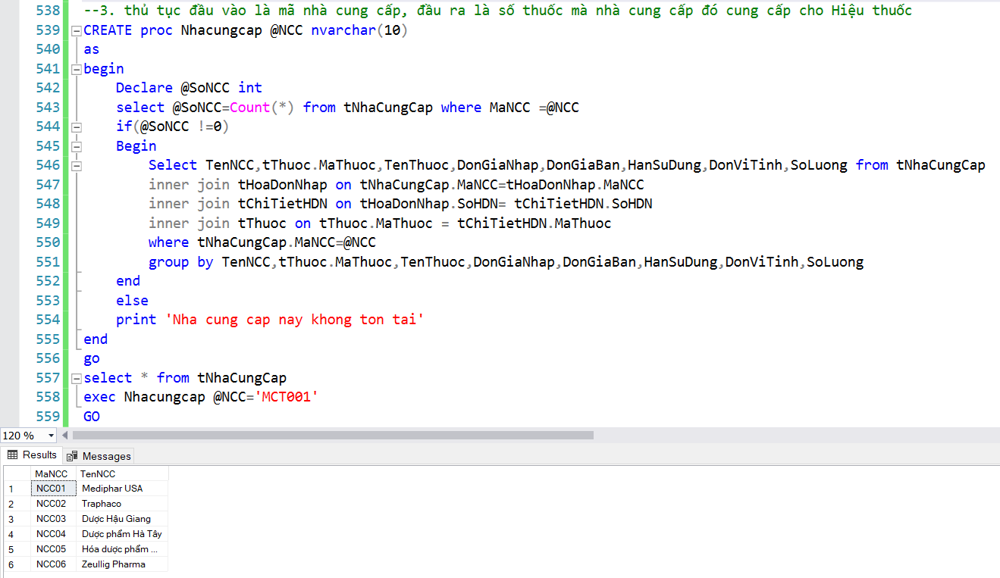 538 --3. thủ tục đầu vào là mã nhà cung cấp, đầu ra là số thuốc mà nhà cung cấp đó cung cấp cho Hiệu thuốc
539 CREATE proc Nhacungcap @NCC nvarchar(10)
540 as
541 begin
542 Declare @SoNCC int
543 select @SoNCC=Count(*) from tNhaCungCap where MaNCC =@NCC
544 if(@SoNCC !=0)
545 Begin
546 Select TenNCC,tThuoc.MaThuoc,TenThuoc,DonGiaNhap,DonGiaBan,HanSuDung,DonViTinh,SoLuong from tNhaCungCap
547 inner join tHoaDonNhap on tNhaCungCap.MaNCC=tHoaDonNhap.MaNCC
548 inner join tChiTietHDN on tHoaDonNhap.SoHDN= tChiTietHDN.SoHDN
549 inner join tThuoc on tThuoc.MaThuoc = tChiTietHDN.MaThuoc
550 where tNhaCungCap.MaNCC=@NCC
551 group by TenNCC,tThuoc.MaThuoc,TenThuoc,DonGiaNhap,DonGiaBan,HanSuDung,DonViTinh,SoLuong
552 end
553 else
554 print 'Nha cung cap nay khong ton tai'
555 end
556 go
557 select * from tNhaCungCap
558 exec Nhacungcap @NCC='MCT001'
559 GO
120 %
Results Messages
MaNCC TenNCC
1 NCC01 Mediphar USA
2 NCC02 Traphaco
3 NCC03 Dược Hậu Giang
4 NCC04 Dược phẩm Hà Tây
5 NCC05 Hóa dược phẩm ...
6 NCC06 Zeullig Pharma